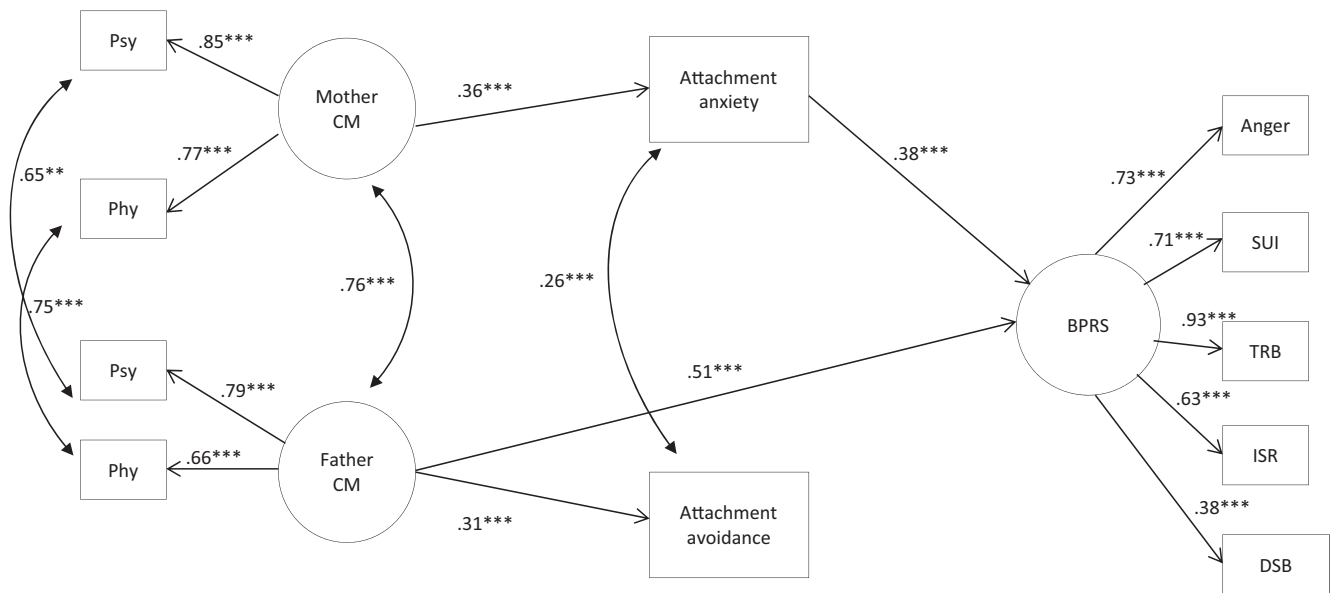 Psy
.85***
Mother
CM
.36***
Attachment
anxiety
Anger
.77***
.38***
.65**
.73***
Phy
.71***
SUI
.76***
.26***
.75***
BPRS
.93***
TRB
Psy
.79***
.51***
.63***
Phy
.66***
Father
CM
ISR
.31***
Attachment
avoidance
.38***
DSB